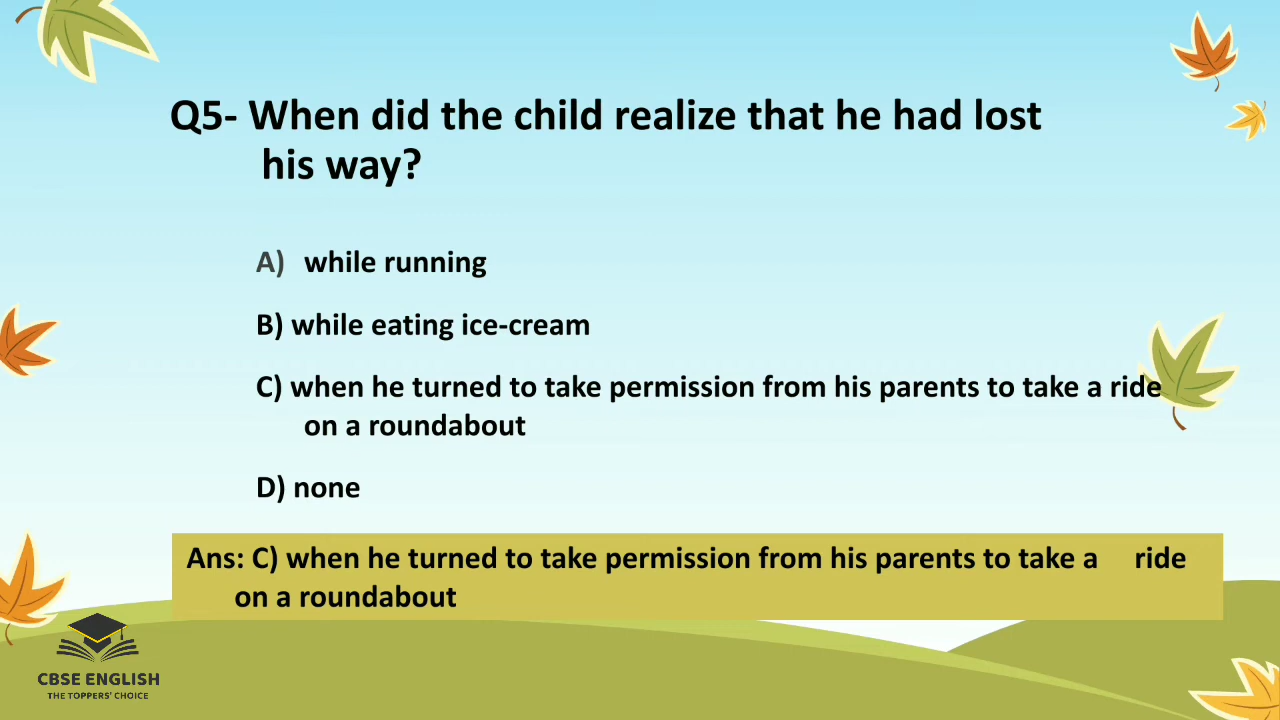 Q5- When did the child realize that he had lost
his way?
A) while running
B) while eating ice-cream
C) when he turned to take permission from his parents to take a ride
on a roundabout
D) none
Ans: C) when he turned to take permission from his parents to take a ride
on a roundabout
CBSE ENGLISH
THE TOPPERS' CHOICE